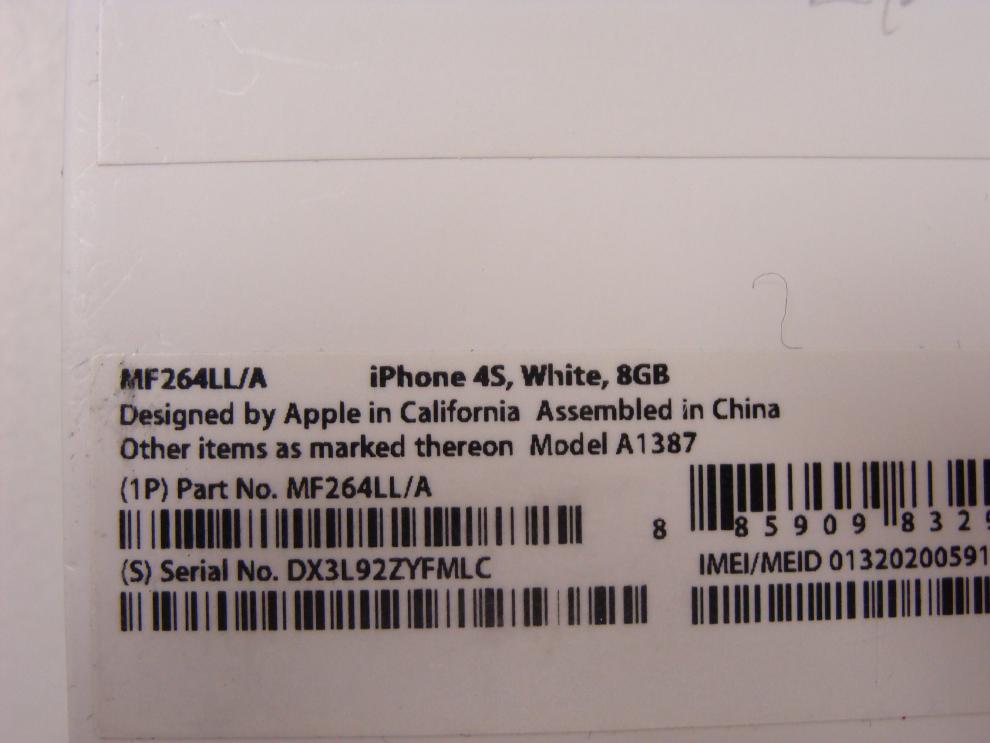 MF264LL/A iPhone 4S, White, 8GB
Designed by Apple in California Assembled in China
Other items as marked thereon Model A1387
(1P) Part No. MF264LL/A
8 85909 8329
(S) Serial No. DX3L92ZYFMLC
IMEI/MEID 01320200591